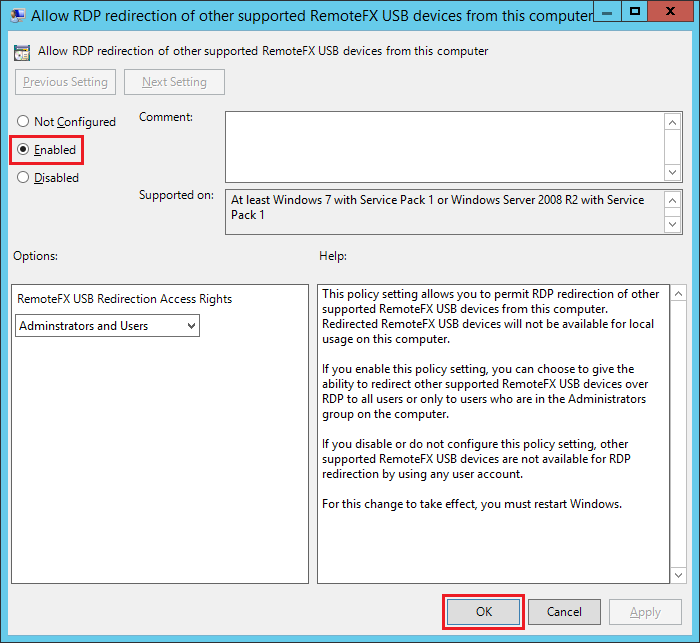 Allow RDP redirection of other supported RemoteFX USB devices from this computer
Allow RDP redirection of other supported RemoteFX USB devices from this computer
Previous Setting
Next Setting
Not Configured
Comment:
Enabled
Disabled
Supported on:
At least Windows 7 with Service Pack 1 or Windows Server 2008 R2 with Service
Pack 1
Options:
Help:
RemoteFX USB Redirection Access Rights
Adminstrators and Users
This policy setting allows you to permit RDP redirection of other
supported RemoteFX USB devices from this computer.
Redirected RemoteFX USB devices will not be available for local
usage on this computer.
If you enable this policy setting, you can choose to give the
ability to redirect other supported RemoteFX USB devices over
RDP to all users or only to users who are in the Administrators
group on the computer.
If you disable or do not configure this policy setting, other
supported RemoteFX USB devices are not available for RDP
redirection by using any user account.
For this change to take effect, you must restart Windows.
OK
Cancel
Apply